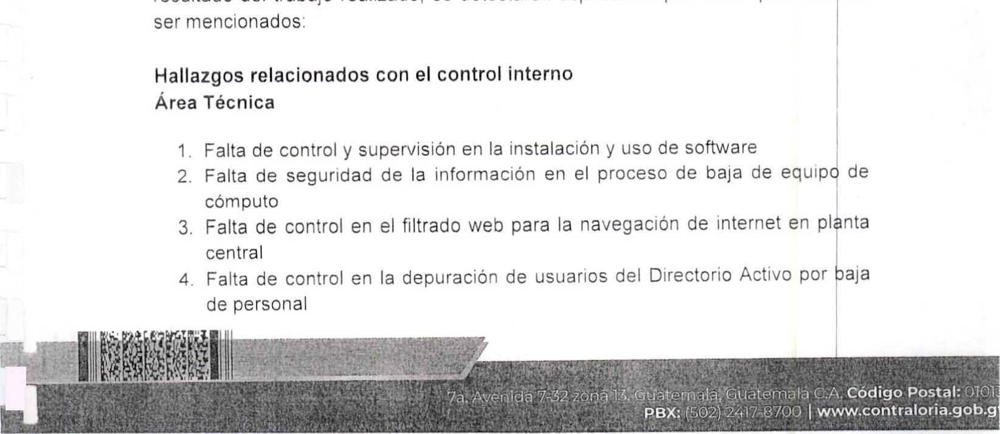 ser mencionados:
Hallazgos relacionados con el control interno
Área Técnica
1. Falta de control y supervisión en la instalación y uso de software
2. Falta de seguridad de la información en el proceso de baja de equipo de
cómputo
3. Falta de control en el filtrado web para la navegación de internet en planta
central
4. Falta de control en la depuración de usuarios del Directorio Activo por baja
de personal
7a. Avenida 7-32 zona 13, Guatemala, Guatemala C.A. Código Postal: 0101
PBX: (502) 2417-8700 | www.contraloria.gob.g